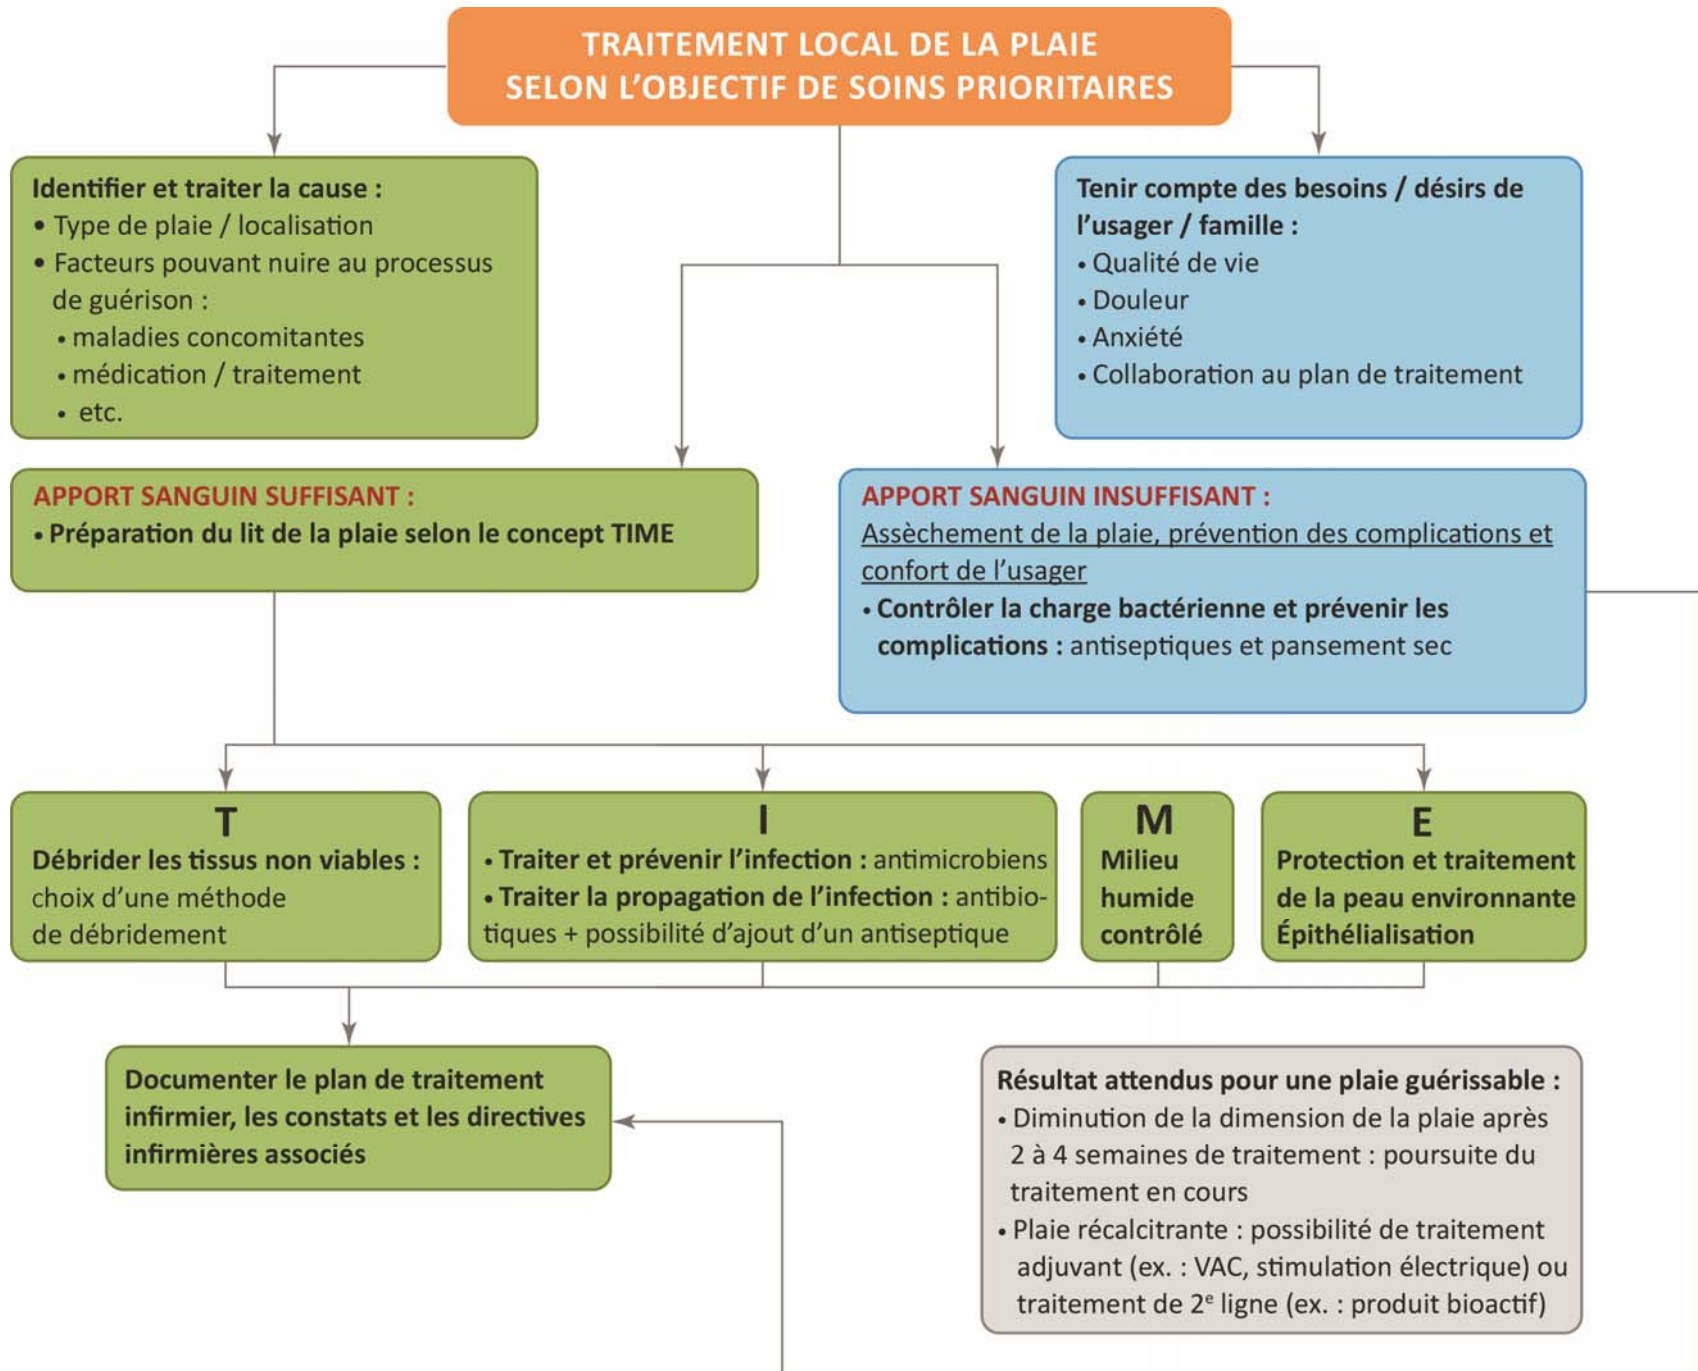 TRAITEMENT LOCAL DE LA PLAIE
SELON L’OBJECTIF DE SOINS PRIORITAIRES
Identifier et traiter la cause :
• Type de plaie / localisation
• Facteurs pouvant nuire au processus
de guérison :
• maladies concomitantes
• médication / traitement
• etc.
Tenir compte des besoins / désirs de
l’usager / famille :
• Qualité de vie
• Douleur
• Anxiété
• Collaboration au plan de traitement
APPORT SANGUIN SUFFISANT :
• Préparation du lit de la plaie selon le concept TIME
APPORT SANGUIN INSUFFISANT :
Assèchement de la plaie, prévention des complications et
confort de l’usager
• Contrôler la charge bactérienne et prévenir les
complications : antiseptiques et pansement sec
T
Débrider les tissus non viables :
choix d’une méthode
de débridement
I
• Traiter et prévenir l’infection : antimicrobiens
• Traiter la propagation de l’infection : antibio-
tiques + possibilité d’ajout d’un antiseptique
M
Milieu
humide
contrôlé
E
Protection et traitement
de la peau environnante
Épithélialisation
Documenter le plan de traitement
infirmier, les constats et les directives
infirmières associés
Résultat attendus pour une plaie guérissable :
• Diminution de la dimension de la plaie après
2 à 4 semaines de traitement : poursuite du
traitement en cours
• Plaie récalcitrante : possibilité de traitement
adjuvant (ex. : VAC, stimulation électrique) ou
traitement de 2e ligne (ex. : produit bioactif)